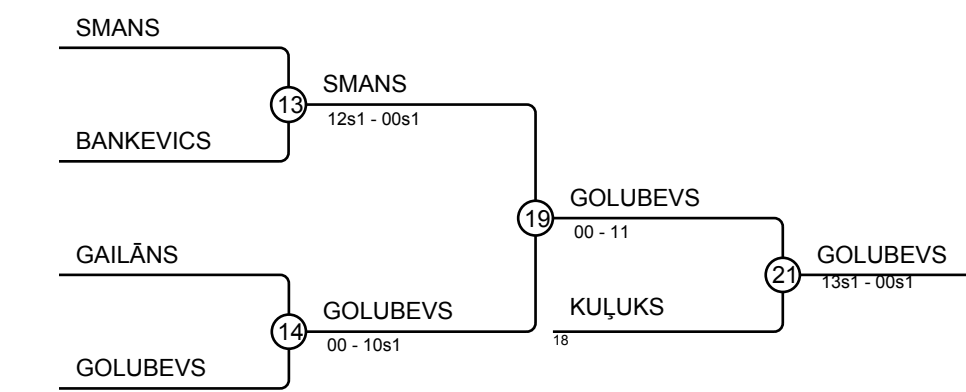 SMANS
13
SMANS
12s1 - 00s1
BANKEVICS
19
GOLUBEVS
00 - 11
GAILĀNS
21
GOLUBEVS
13s1 - 00s1
14
GOLUBEVS
00 - 10s1
KUĻUKS
18
GOLUBEVS